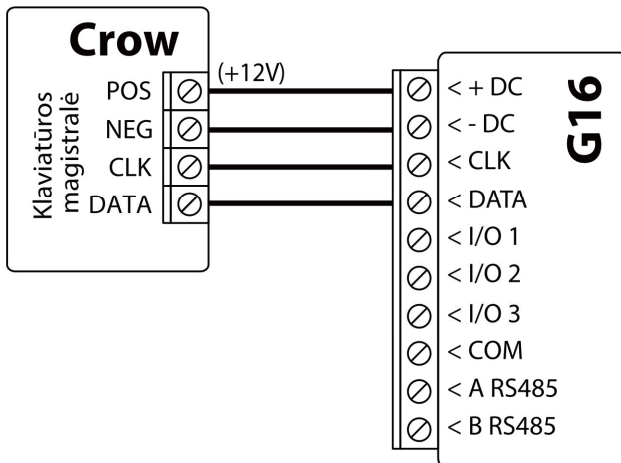 Crow
Klaviatūros
magistralė
POS
NEG
CLK
DATA
(+12V)
G16
< + DC
< - DC
< CLK
< DATA
< I/O 1
< I/O 2
< I/O 3
< COM
< A RS485
< B RS485